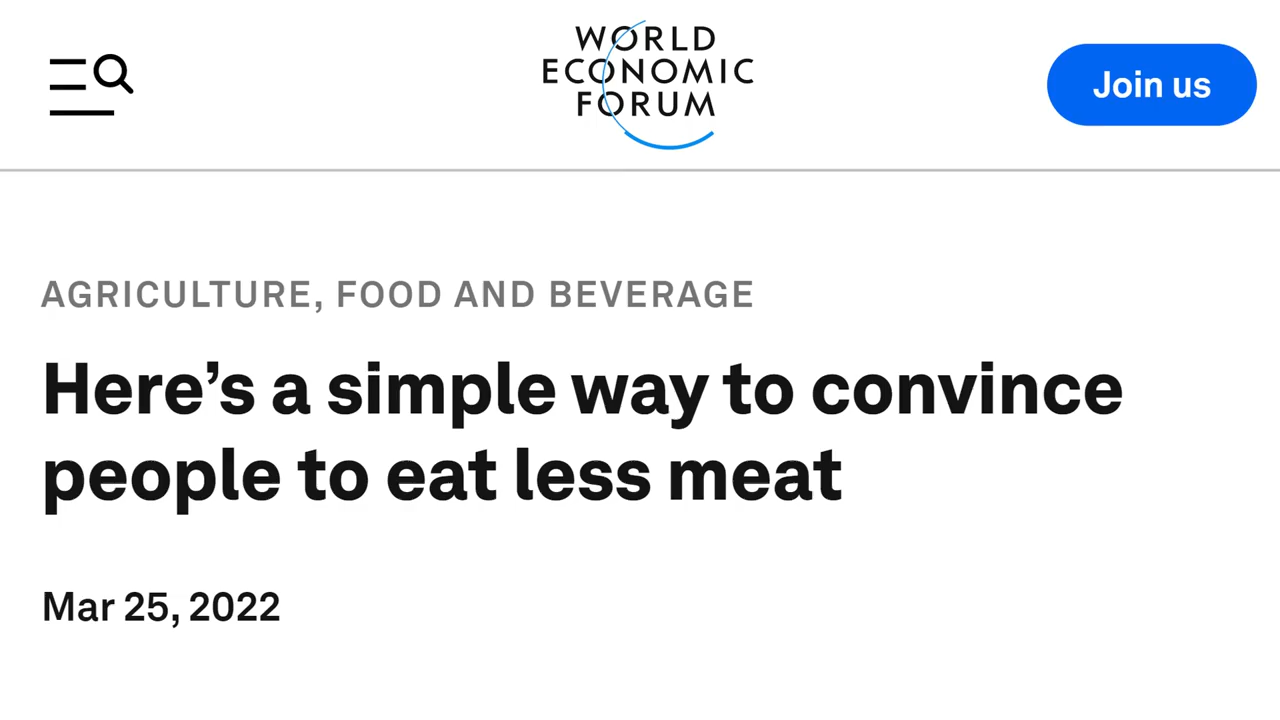 WORLD
ECONOMIC
FORUM
Join us
AGRICULTURE, FOOD AND BEVERAGE
Here’s a simple way to convince
people to eat less meat
Mar 25, 2022